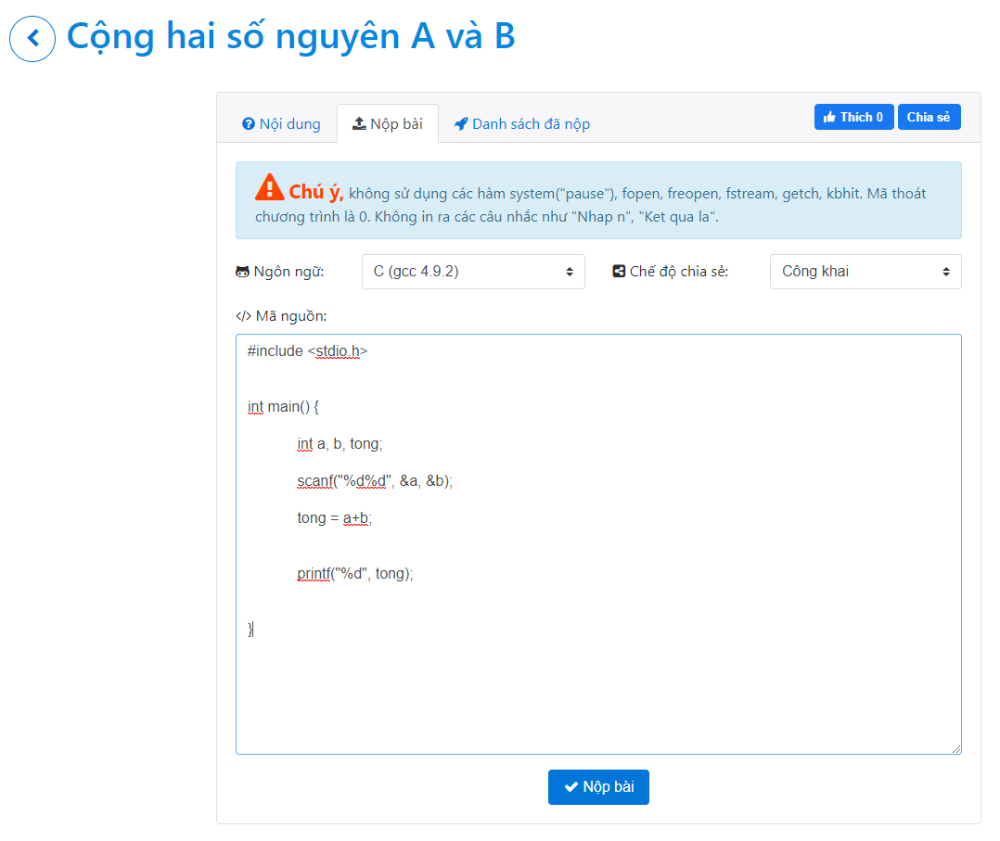 Cộng hai số nguyên A và B
Nội dung
Nộp bài
Danh sách đã nộp
Thích 0
Chia sẻ
Chú ý, không sử dụng các hàm system("pause"), fopen, freopen, fstream, getch, kbhit. Mã thoát
chương trình là 0. Không in ra các câu nhắc như "Nhap n", "Ket qua la".
Ngôn ngữ:
C (gcc 4.9.2)
Chế độ chia sẻ:
Công khai
</> Mã nguồn:
#include <stdio.h>
int main() {
int a, b, tong;
scanf("%d%d", &a, &b);
tong = a+b;
printf("%d", tong);
}
Nộp bài